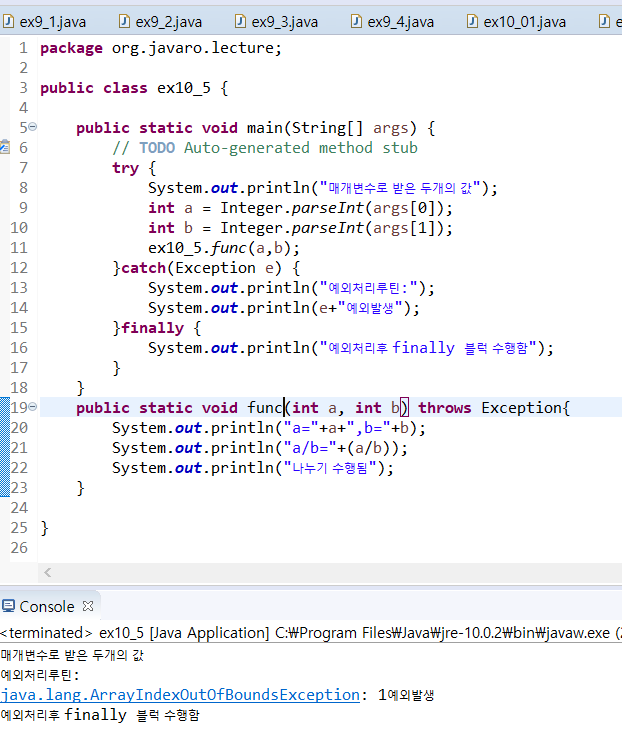 ex9_1.java ex9_2.java ex9_3.java ex9_4.java ex10_01.java e
1 package org.javaro.lecture;
2
3 public class ex10_5 {
4
5 public static void main(String[] args) {
6 // TODO Auto-generated method stub
7 try {
8 System.out.println("매개변수로 받은 두개의 값");
9 int a = Integer.parseInt(args[0]);
10 int b = Integer.parseInt(args[1]);
11 ex10_5.func(a,b);
12 }catch(Exception e) {
13 System.out.println("예외처리루틴:");
14 System.out.println(e+"예외발생");
15 }finally {
16 System.out.println("예외처리후 finally 블럭 수행함");
17 }
18 }
19 public static void func(int a, int b) throws Exception{
20 System.out.println("a="+a+",b="+b);
21 System.out.println("a/b="+(a/b));
22 System.out.println("나누기 수행됨");
23 }
24
25 }
26
Console
<terminated> ex10_5 [Java Application] C:₩Program Files₩Java₩jre-10.0.2₩bin₩javaw.exe (2
매개변수로 받은 두개의 값
예외처리루틴:
java.lang.ArrayIndexOutOfBoundsException: 1예외발생
예외처리후 finally 블럭 수행함